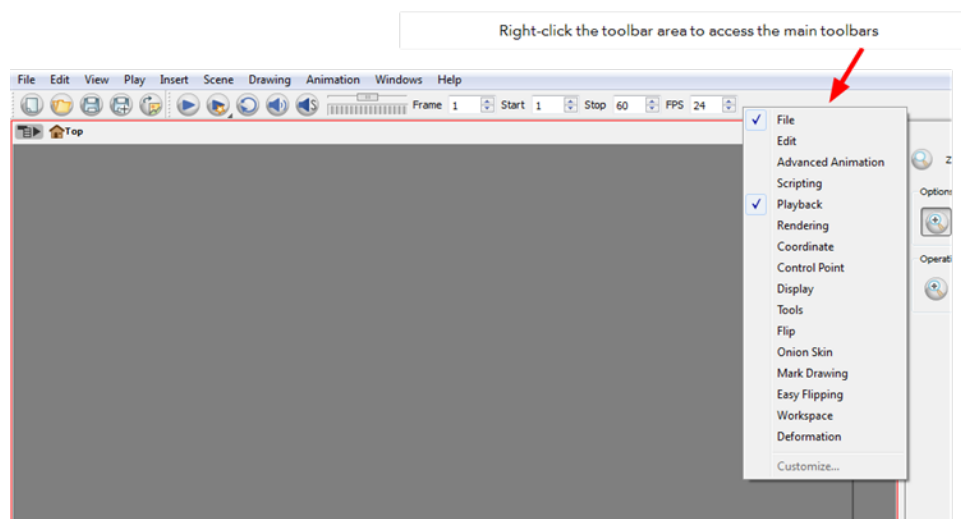 Right-click the toolbar area to access the main toolbars
File Edit View Play Insert Scene Drawing Animation Windows Help
Frame 1 Start 1 Stop 60 FPS 24
Top
File
Edit
Advanced Animation
Scripting
Playback
Rendering
Coordinate
Control Point
Display
Tools
Flip
Onion Skin
Mark Drawing
Easy Flipping
Workspace
Deformation
Customize...